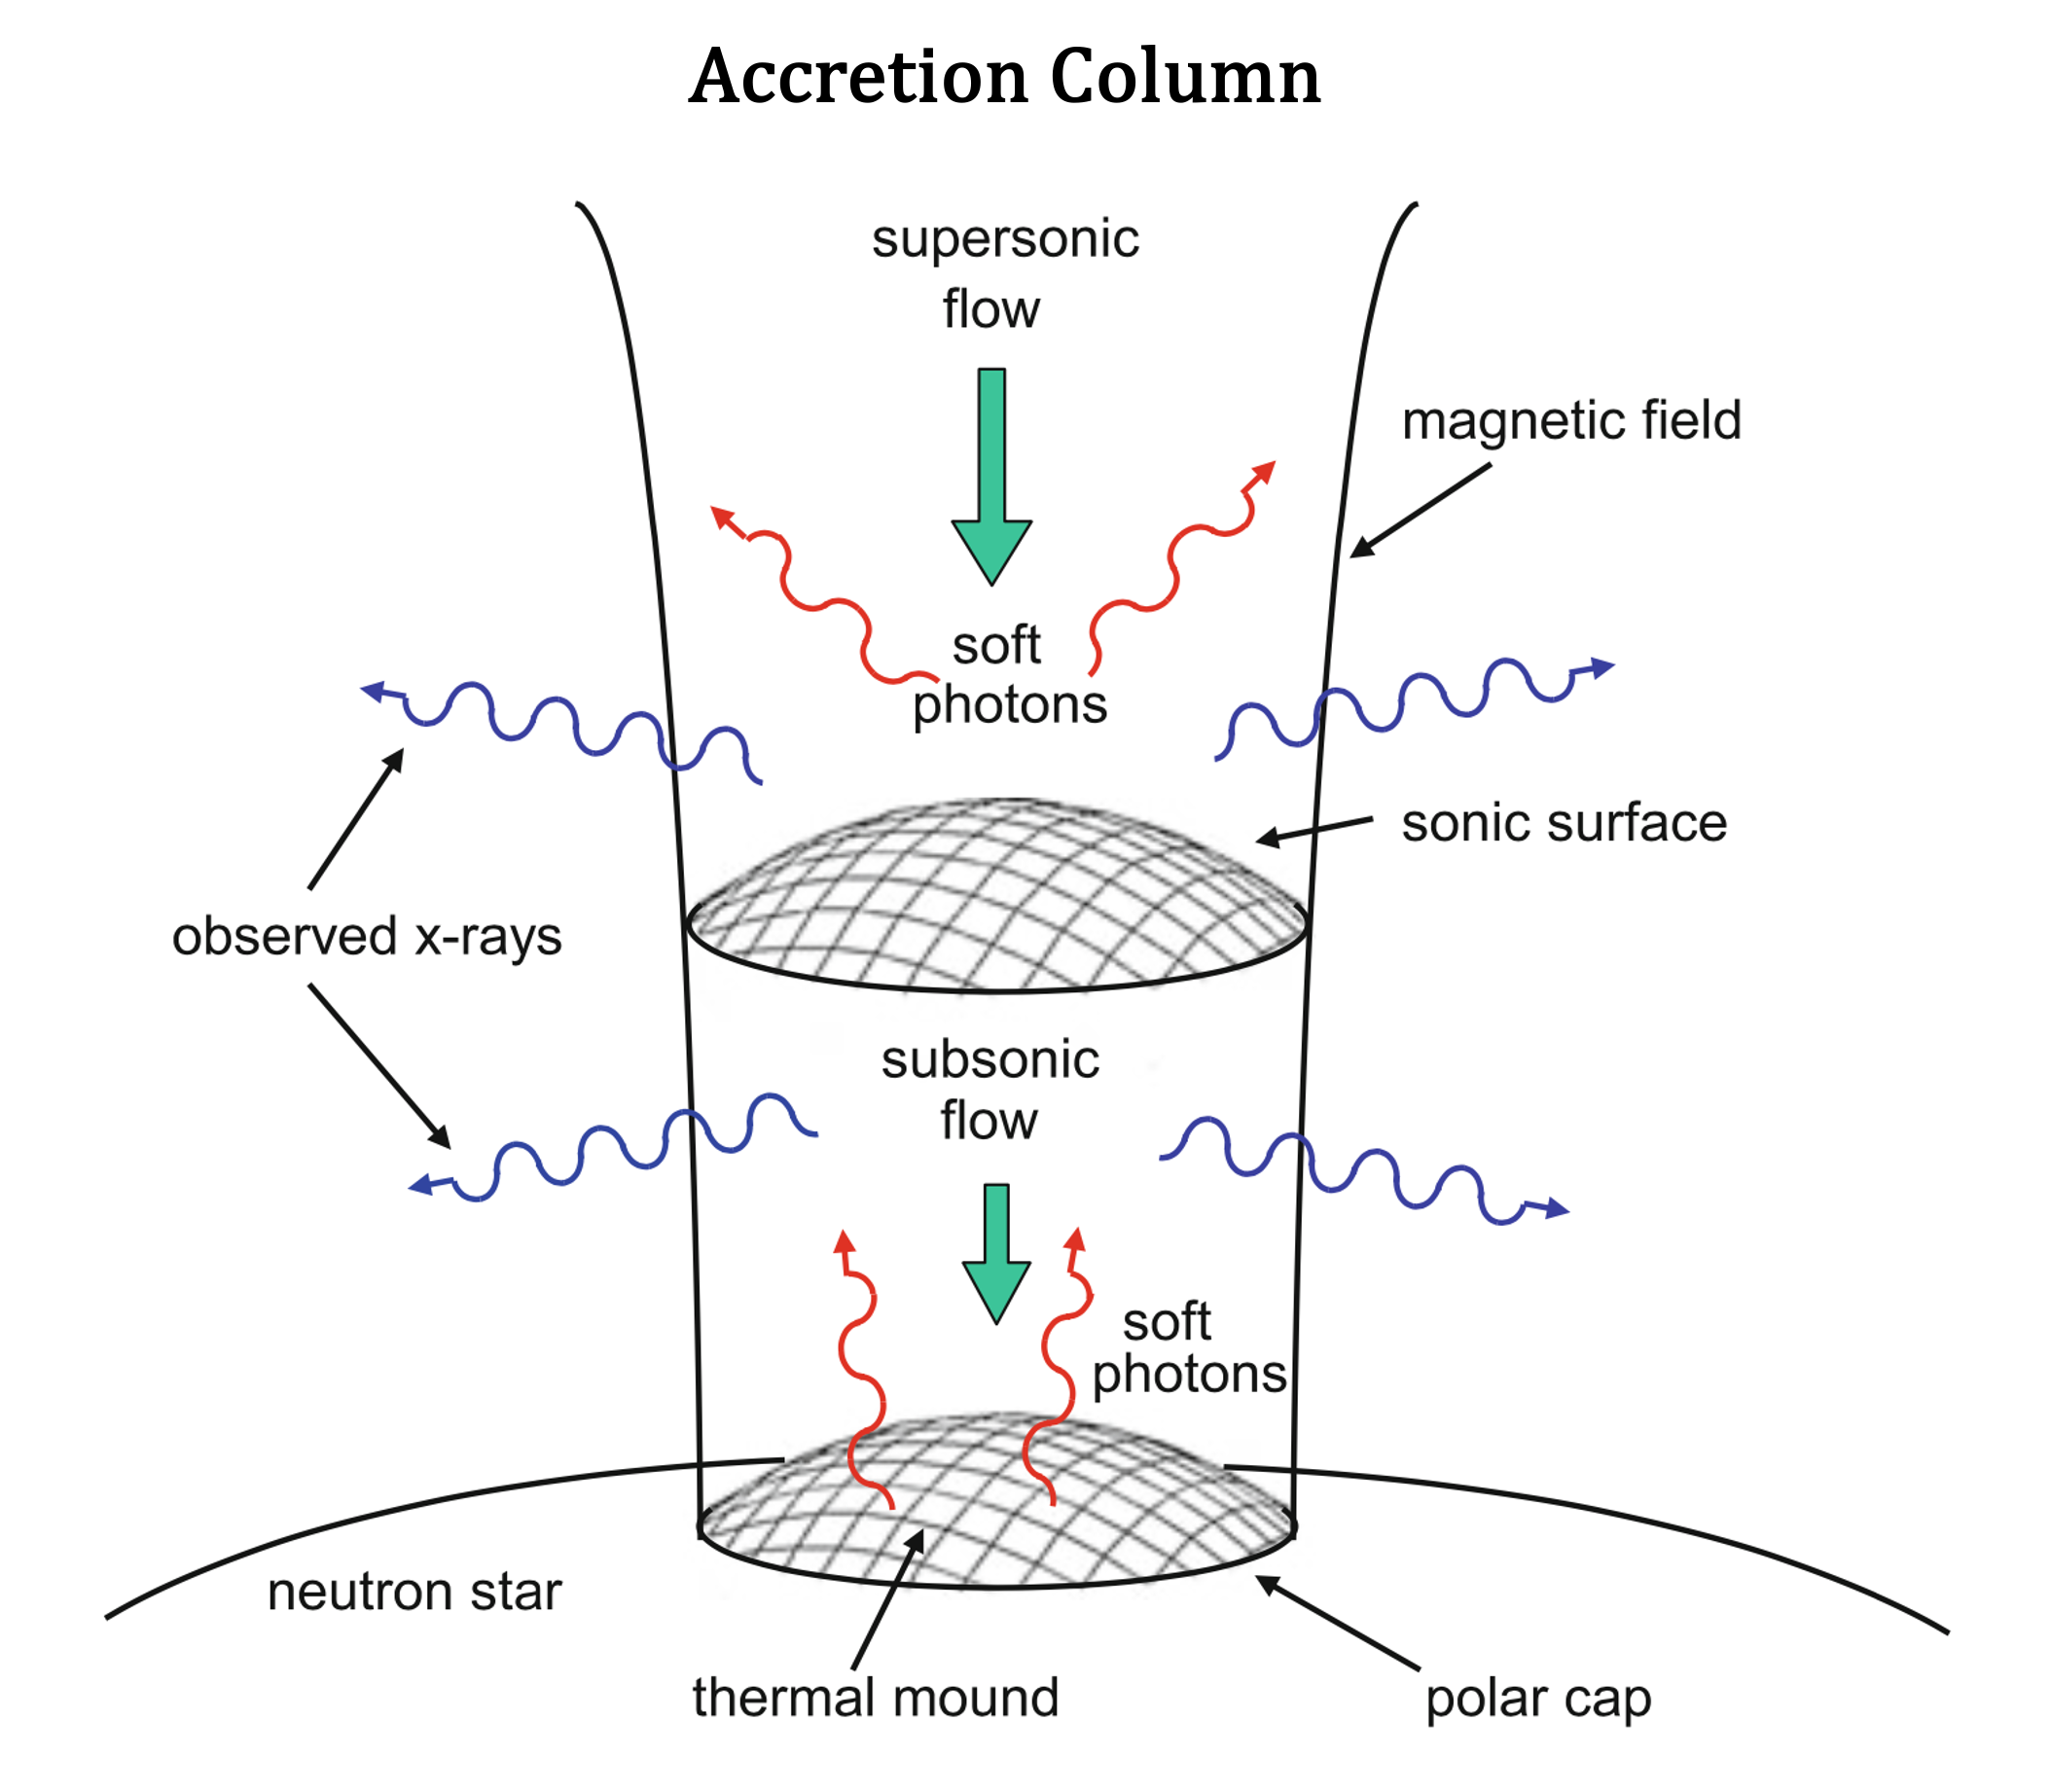 Accretion Column
supersonic
flow
magnetic field
soft
photons
sonic surface
observed x-rays
subsonic
flow
soft
photons
neutron star
thermal mound
polar cap